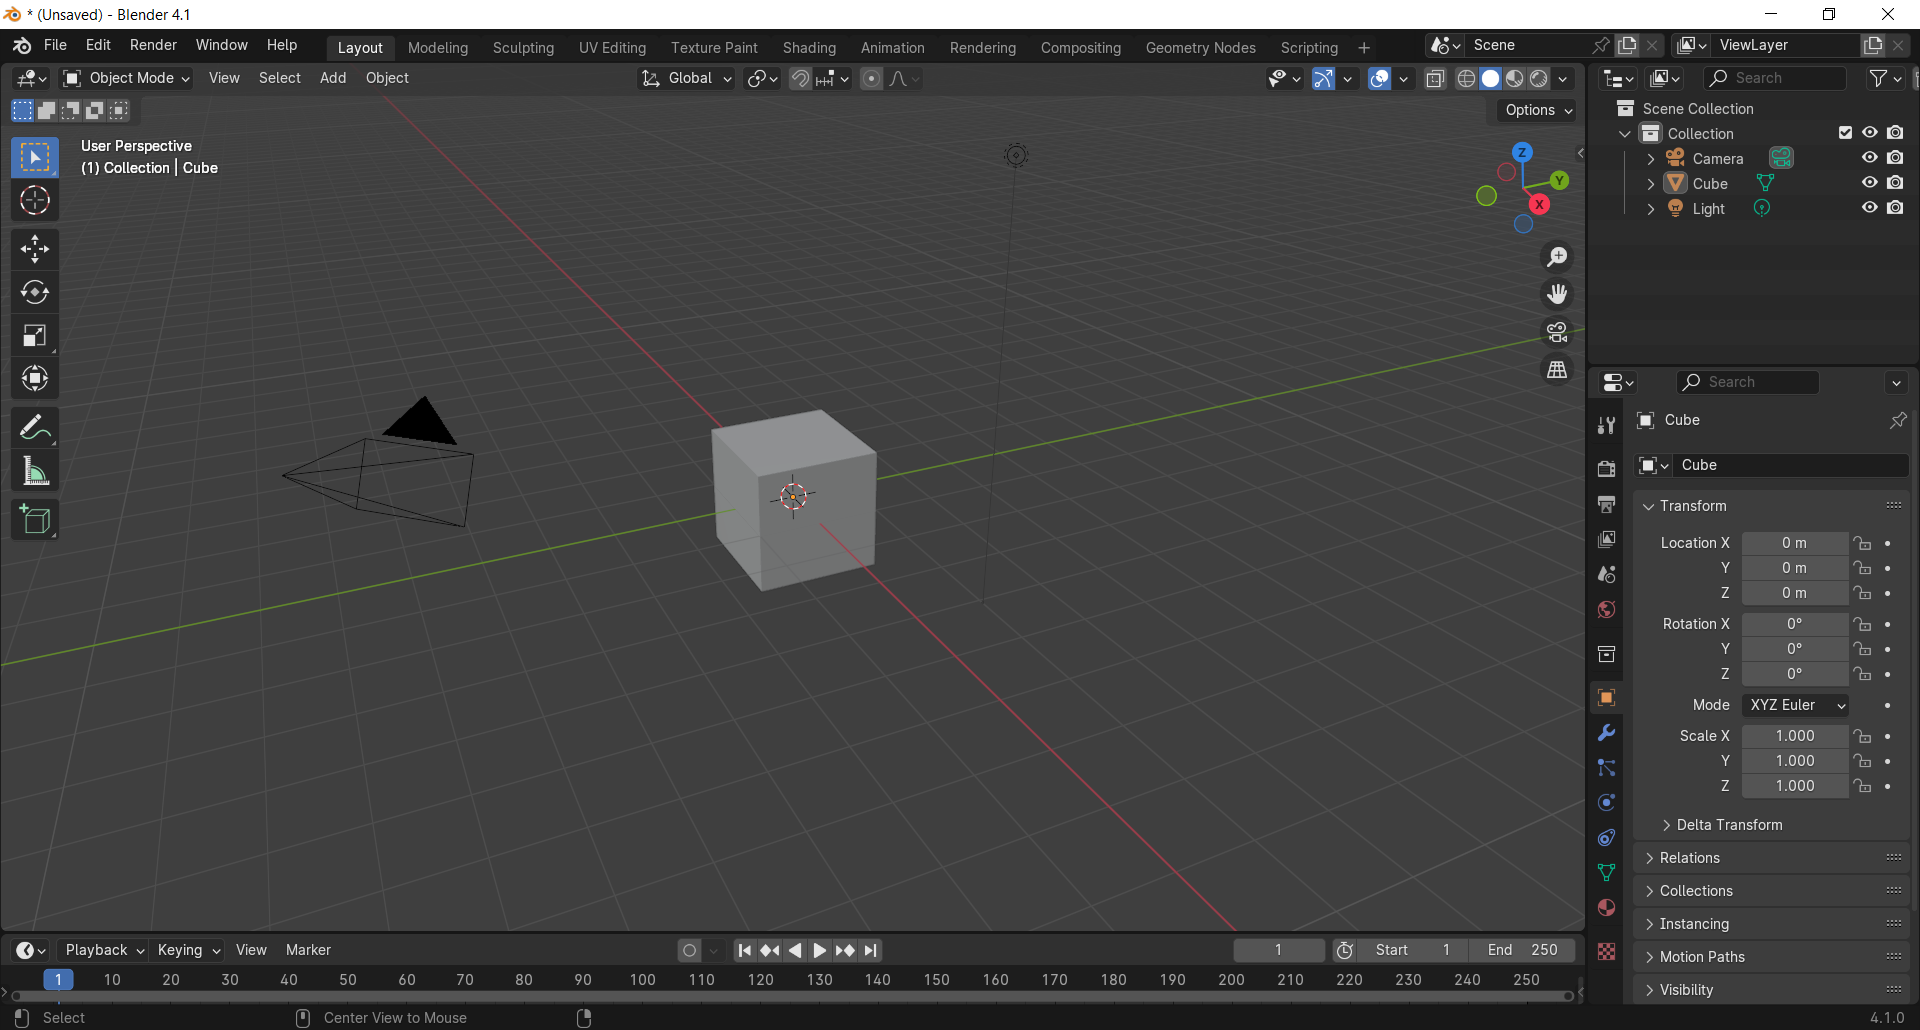 * (Unsaved) - Blender 4.1
File Edit Render Window Help Layout Modeling Sculpting UV Editing Texture Paint Shading Animation Rendering Compositing Geometry Nodes Scripting + Scene ViewLayer
Object Mode View Select Add Object Global Search
Options
User Perspective
(1) Collection | Cube
Z
Y
X
Scene Collection
Collection
Camera
Cube
Light
Search
Cube
Cube
Transform
Location X 0 m
Y 0 m
Z 0 m
Rotation X 0°
Y 0°
Z 0°
Mode XYZ Euler
Scale X 1.000
Y 1.000
Z 1.000
Delta Transform
Relations
Collections
Instancing
Motion Paths
Visibility
Playback Keying View Marker 1 Start 1 End 250
1 10 20 30 40 50 60 70 80 90 100 110 120 130 140 150 160 170 180 190 200 210 220 230 240 250
Select Center View to Mouse 4.1.0